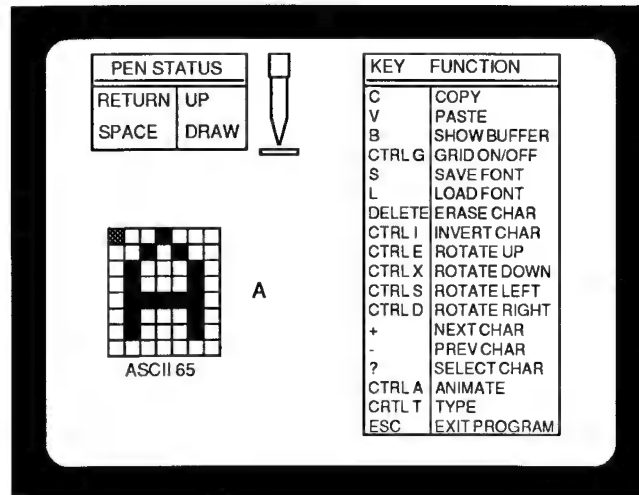 PEN STATUS
RETURN UP
SPACE DRAW
A
ASCII 65
KEY FUNCTION
C COPY
V PASTE
B SHOW BUFFER
CTRL G GRID ON/OFF
S SAVE FONT
L LOAD FONT
DELETE ERASE CHAR
CTRL I INVERT CHAR
CTRL E ROTATE UP
CTRL X ROTATE DOWN
CTRL S ROTATE LEFT
CTRL D ROTATE RIGHT
+ NEXT CHAR
- PREV CHAR
? SELECT CHAR
CTRL A ANIMATE
CRTL T TYPE
ESC EXIT PROGRAM